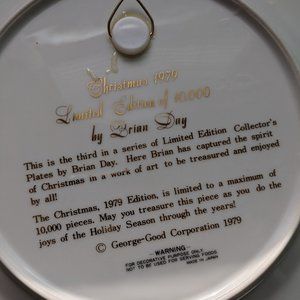 Christmas 1979
Limited Edition of 10,000
by Brian Day
This is the third in a series of Limited Edition Collector's
Plates by Brian Day. Here Brian has captured the spirit
of Christmas in a work of art to be treasured and enjoyed
by all!
The Christmas, 1979 Edition, is limited to a maximum of
10,000 pieces. May you treasure this piece as you do the
joys of the Holiday Season through the years!
© George-Good Corporation 1979
—WARNING—
FOR DECORATIVE PURPOSE ONLY.
NOT TO BE USED FOR SERVING FOODS.
MADE IN JAPAN